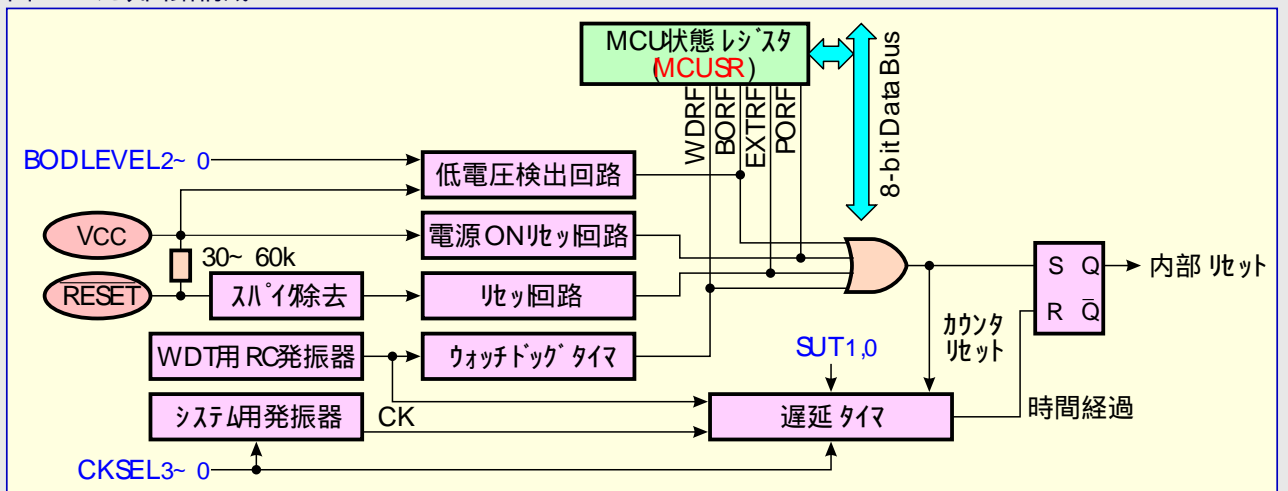 MCU状態レジスタ
(MCUSR)
WDRF
BORF
EXTRF
PORF
8-bit Data Bus
BODLEVEL2~0
低電圧検出回路
VCC
電源ONリセット回路
30~60k
RESET
スパイク除去
リセット回路
S Q
R Q̅
内部リセット
WDT用RC発振器
ウォッチドッグ タイマ
SUT1,0
カウンタ
リセット
システム用発振器
CK
遅延タイマ
時間経過
CKSEL3~0